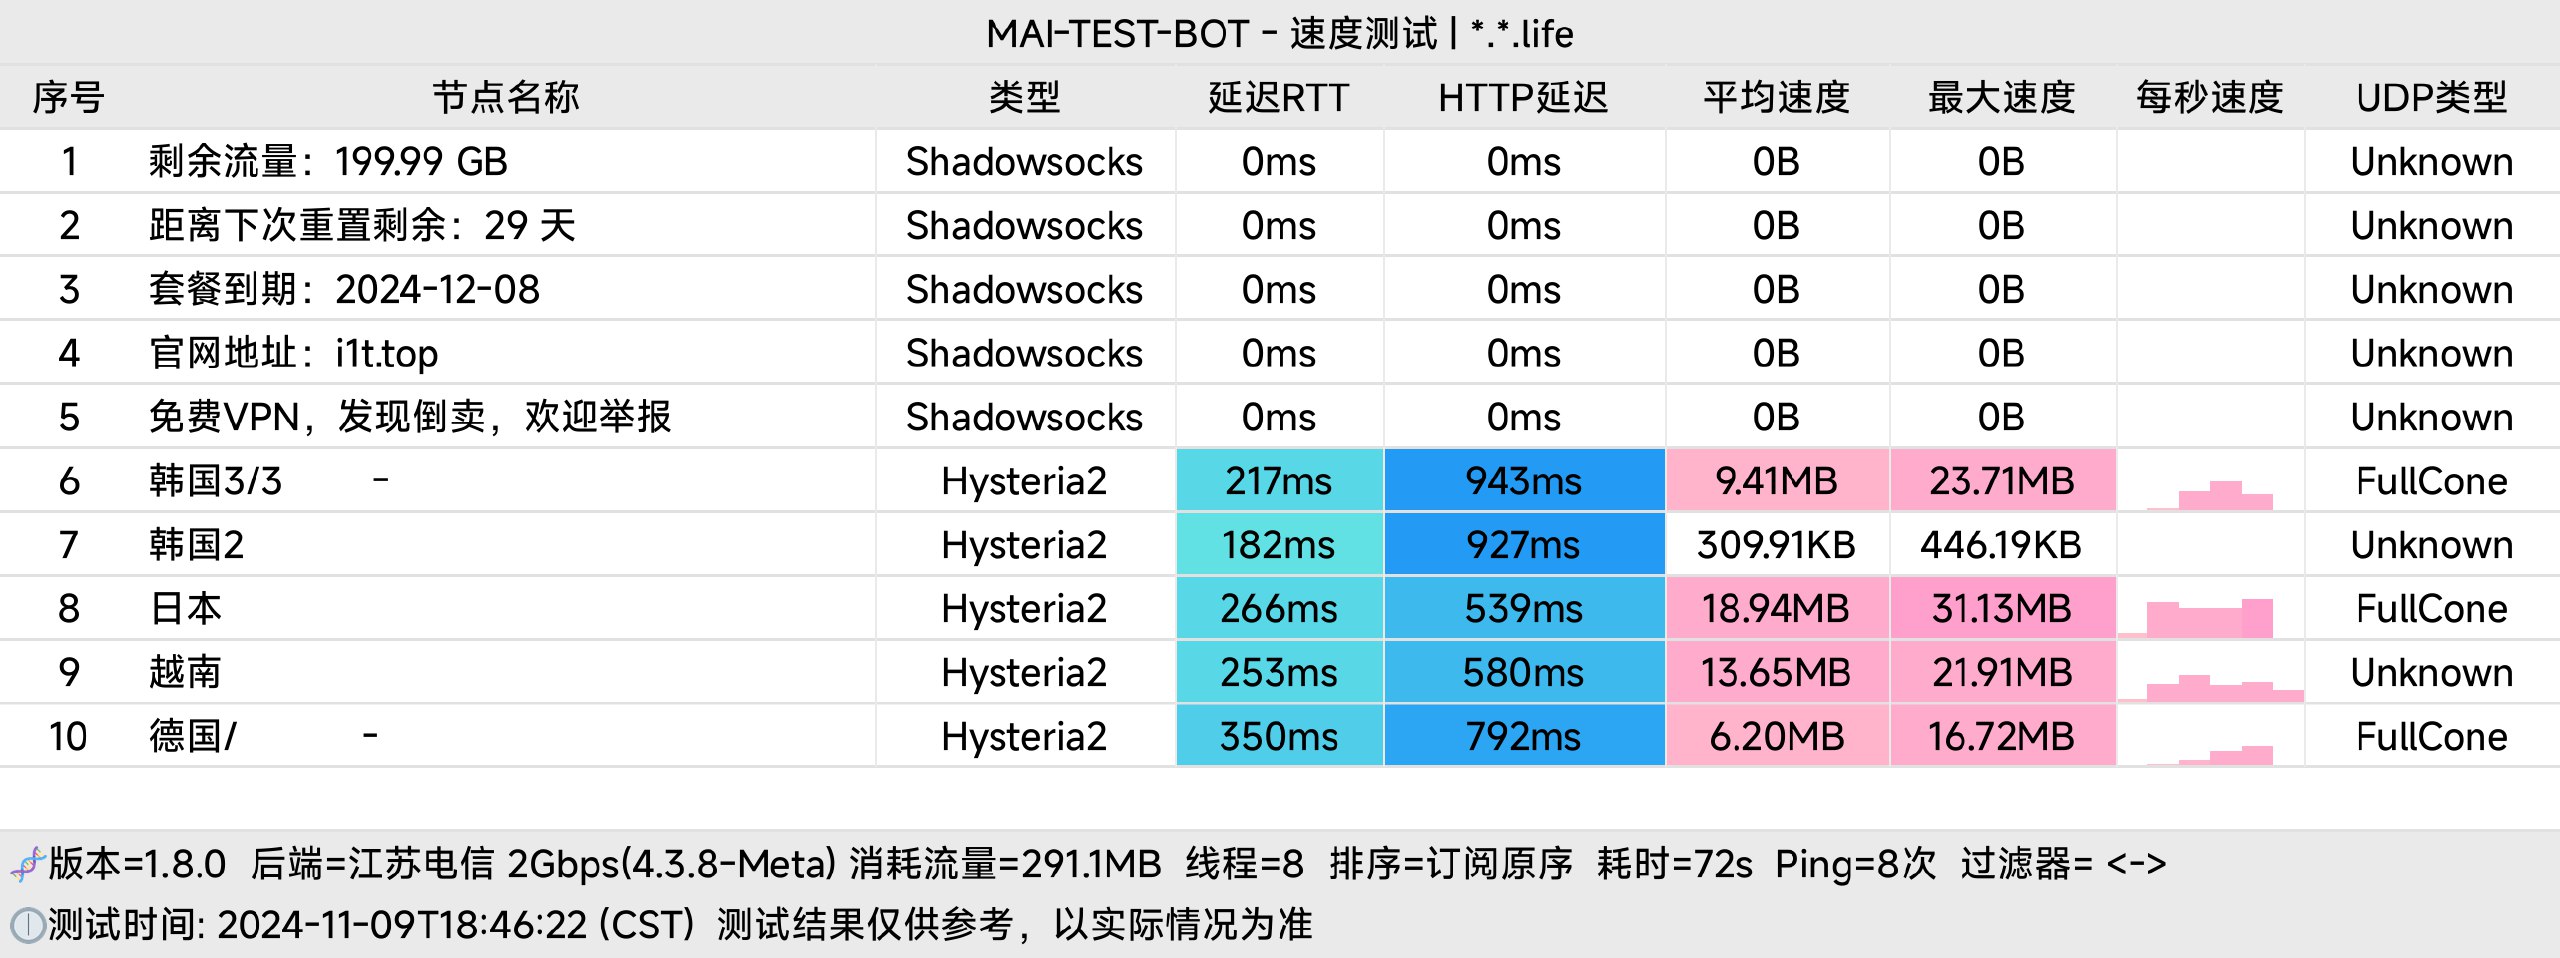 MAI-TEST-BOT - 速度测试 | *.*.life
序号 节点名称 类型 延迟RTT HTTP延迟 平均速度 最大速度 每秒速度 UDP类型
1 剩余流量：199.99 GB Shadowsocks 0ms 0ms 0B 0B Unknown
2 距离下次重置剩余：29 天 Shadowsocks 0ms 0ms 0B 0B Unknown
3 套餐到期：2024-12-08 Shadowsocks 0ms 0ms 0B 0B Unknown
4 官网地址：i1t.top Shadowsocks 0ms 0ms 0B 0B Unknown
5 免费VPN，发现倒卖，欢迎举报 Shadowsocks 0ms 0ms 0B 0B Unknown
6 韩国3/3 - Hysteria2 217ms 943ms 9.41MB 23.71MB FullCone
7 韩国2 Hysteria2 182ms 927ms 309.91KB 446.19KB Unknown
8 日本 Hysteria2 266ms 539ms 18.94MB 31.13MB FullCone
9 越南 Hysteria2 253ms 580ms 13.65MB 21.91MB Unknown
10 德国/ - Hysteria2 350ms 792ms 6.20MB 16.72MB FullCone
🧬版本=1.8.0 后端=江苏电信 2Gbps(4.3.8-Meta) 消耗流量=291.1MB 线程=8 排序=订阅原序 耗时=72s Ping=8次 过滤器= <->
🕕测试时间: 2024-11-09T18:46:22 (CST) 测试结果仅供参考，以实际情况为准